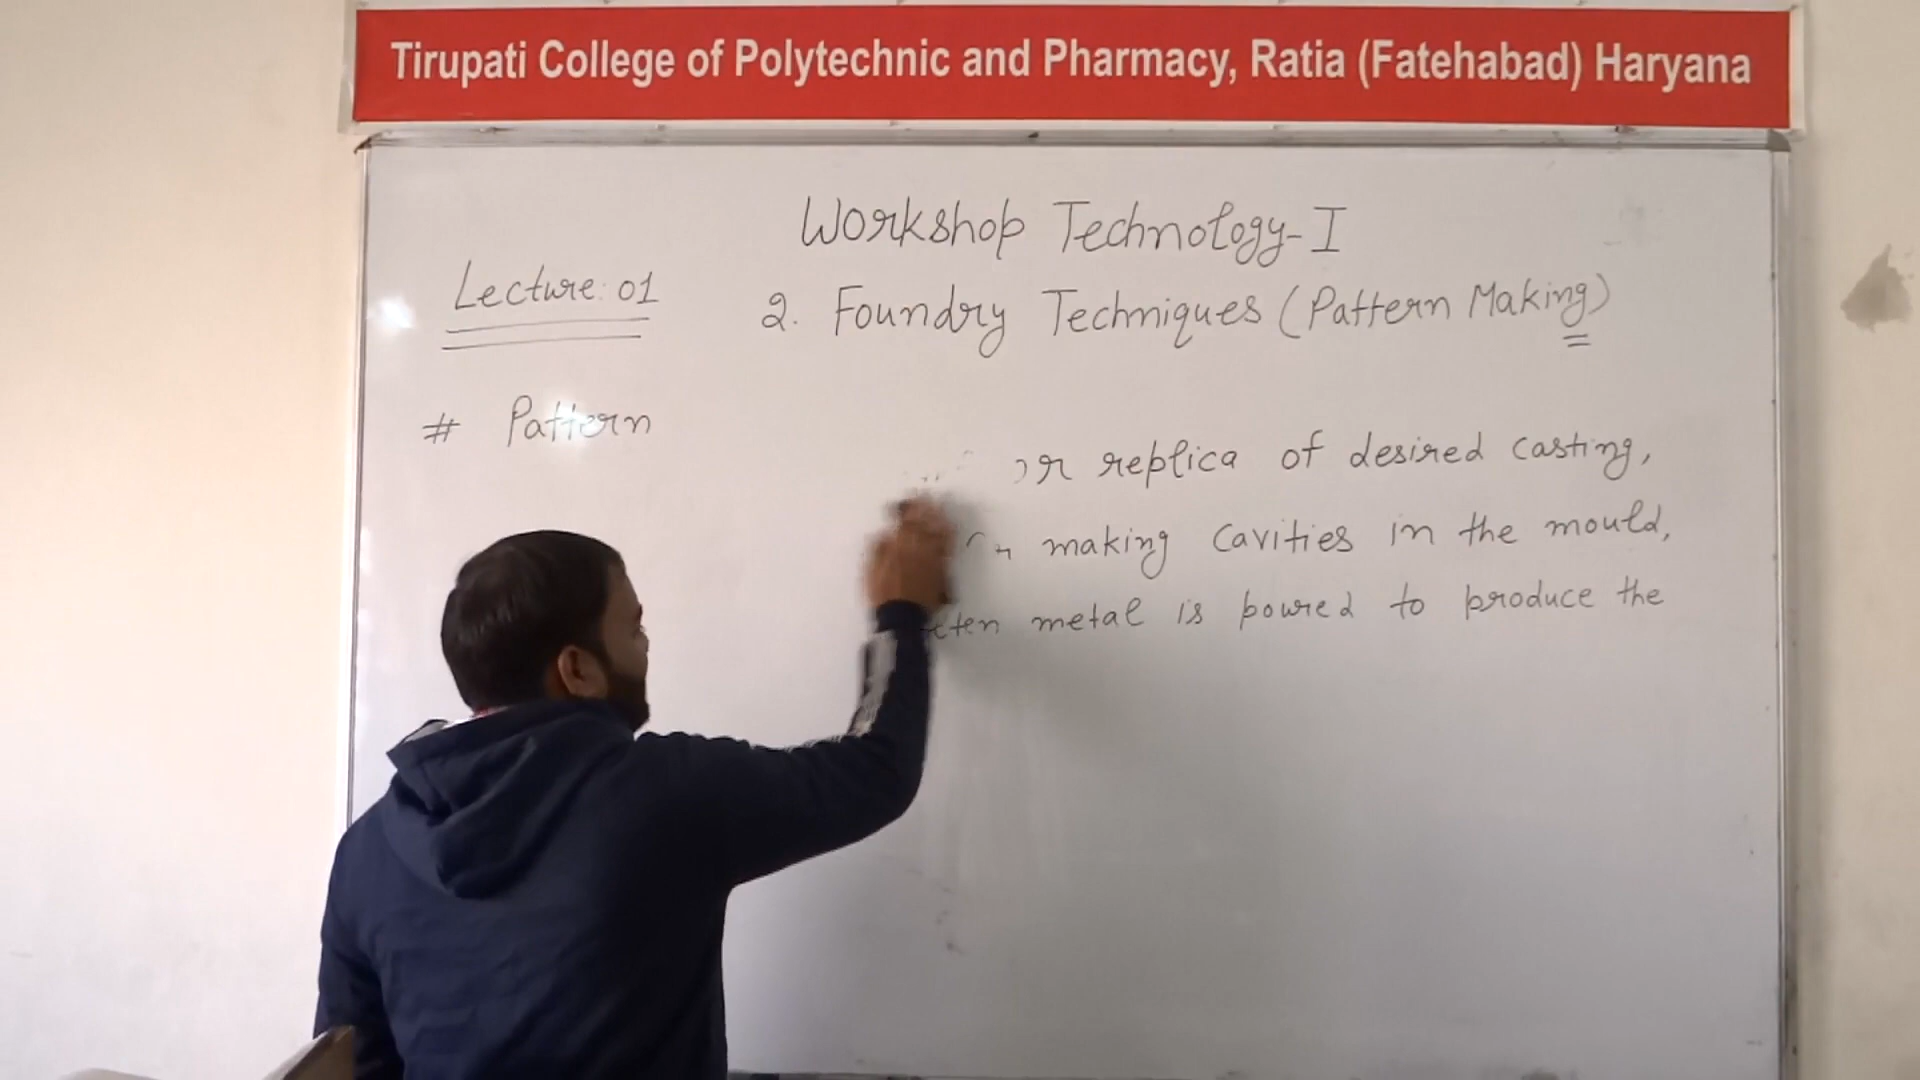 Tirupati College of Polytechnic and Pharmacy, Ratia (Fatehabad) Haryana
Workshop Technology-I
Lecture: 01
2. Foundry Techniques (Pattern Making)
# Pattern
or replica of desired casting,
making cavities in the mould,
metal is poured to produce the